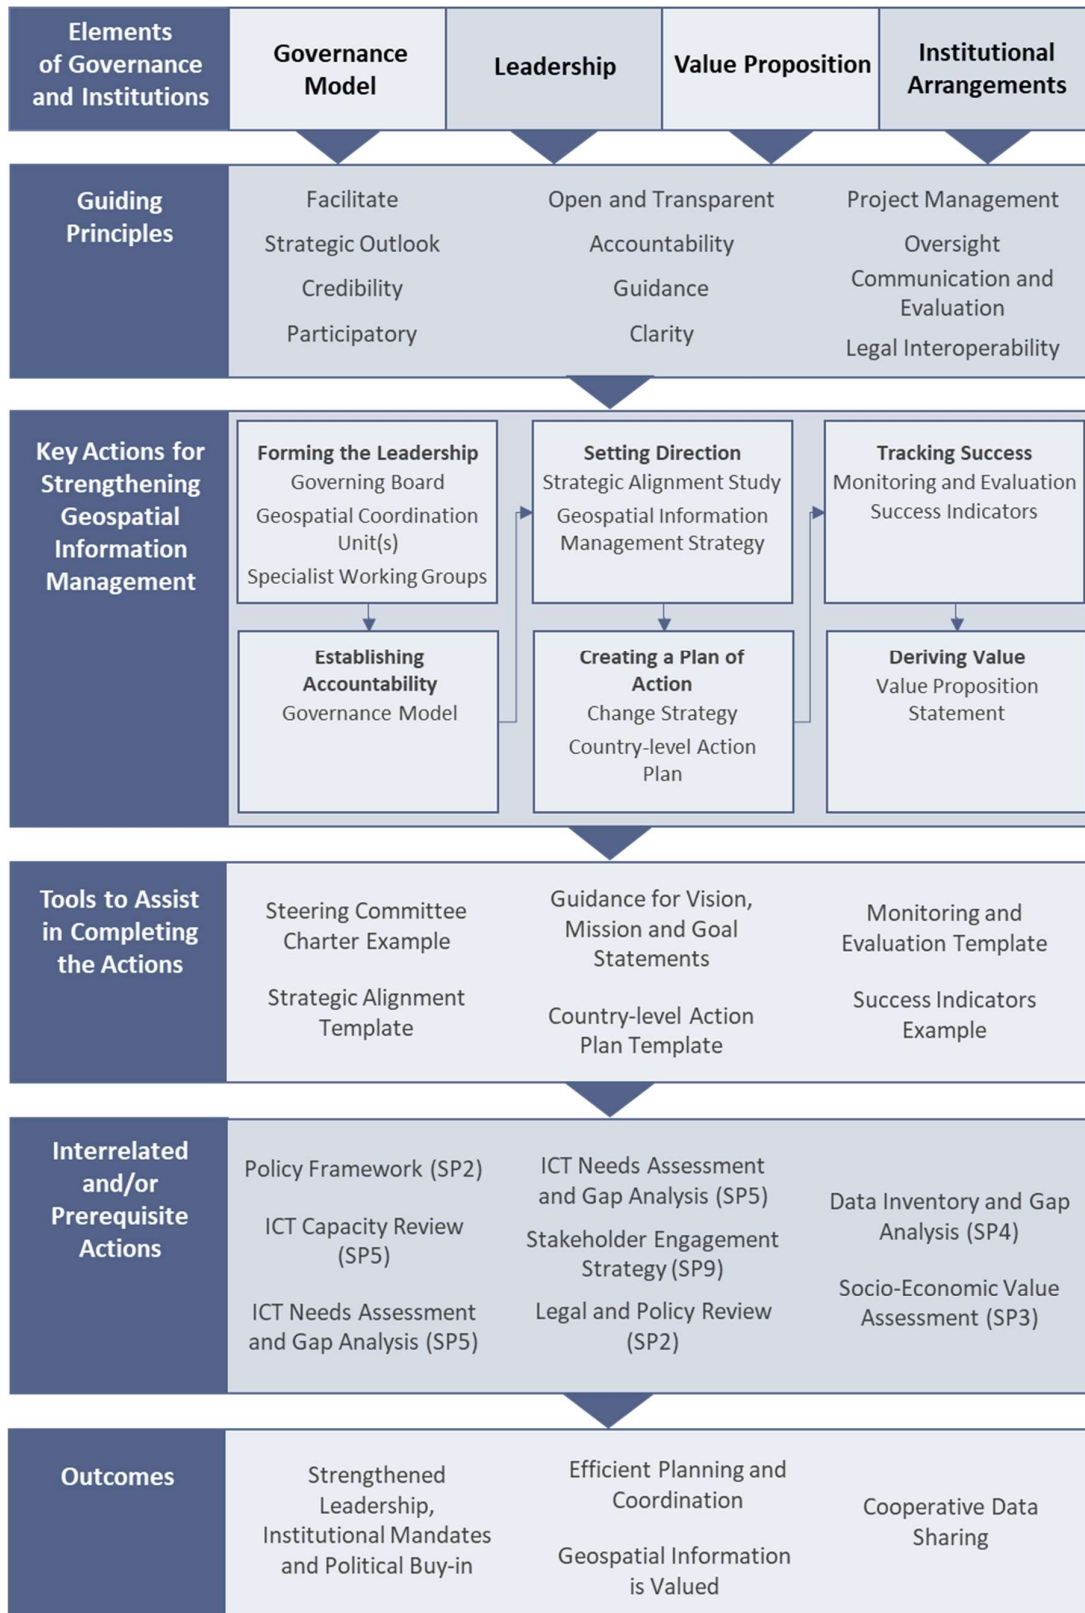 Elements
of Governance
and Institutions
Governance
Model
Leadership
Value Proposition
Institutional
Arrangements
Guiding
Principles
Facilitate
Strategic Outlook
Credibility
Participatory
Open and Transparent
Accountability
Guidance
Clarity
Project Management
Oversight
Communication and
Evaluation
Legal Interoperability
Key Actions for
Strengthening
Geospatial
Information
Management
Forming the Leadership
Governing Board
Geospatial Coordination
Unit(s)
Specialist Working Groups
Establishing
Accountability
Governance Model
Setting Direction
Strategic Alignment Study
Geospatial Information
Management Strategy
Creating a Plan of
Action
Change Strategy
Country-level Action
Plan
Tracking Success
Monitoring and Evaluation
Success Indicators
Deriving Value
Value Proposition
Statement
Tools to Assist
in Completing
the Actions
Steering Committee
Charter Example
Strategic Alignment
Template
Guidance for Vision,
Mission and Goal
Statements
Country-level Action
Plan Template
Monitoring and
Evaluation Template
Success Indicators
Example
Interrelated
and/or
Prerequisite
Actions
Policy Framework (SP2)
ICT Capacity Review
(SP5)
ICT Needs Assessment
and Gap Analysis (SP5)
ICT Needs Assessment
and Gap Analysis (SP5)
Stakeholder Engagement
Strategy (SP9)
Legal and Policy Review
(SP2)
Data Inventory and Gap
Analysis (SP4)
Socio-Economic Value
Assessment (SP3)
Outcomes
Strengthened
Leadership,
Institutional Mandates
and Political Buy-in
Efficient Planning and
Coordination
Geospatial Information
is Valued
Cooperative Data
Sharing